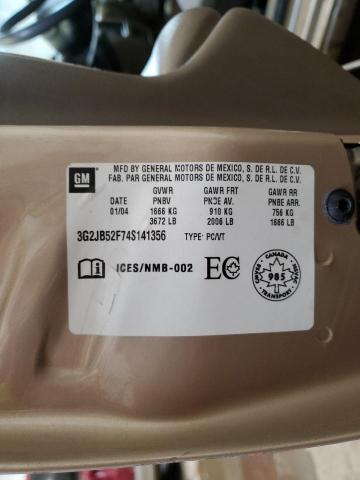 GM
MFD BY GENERAL MOTORS DE MEXICO, S. DE R.L. DE C.V.
FAB. PAR GENERAL MOTORS DE MEXICO, S. DE R.L. DE C.V.
GVWR GAWR FRT GAWR RR
DATE PNBV PNBE AV. PNBE ARR.
01/04 1666 KG 910 KG 756 KG
3672 LB 2006 LB 1666 LB
3G2JB52F74S141356 TYPE: PC/VT
ICES/NMB-002 EC
CANADA
985
TRANSPORT